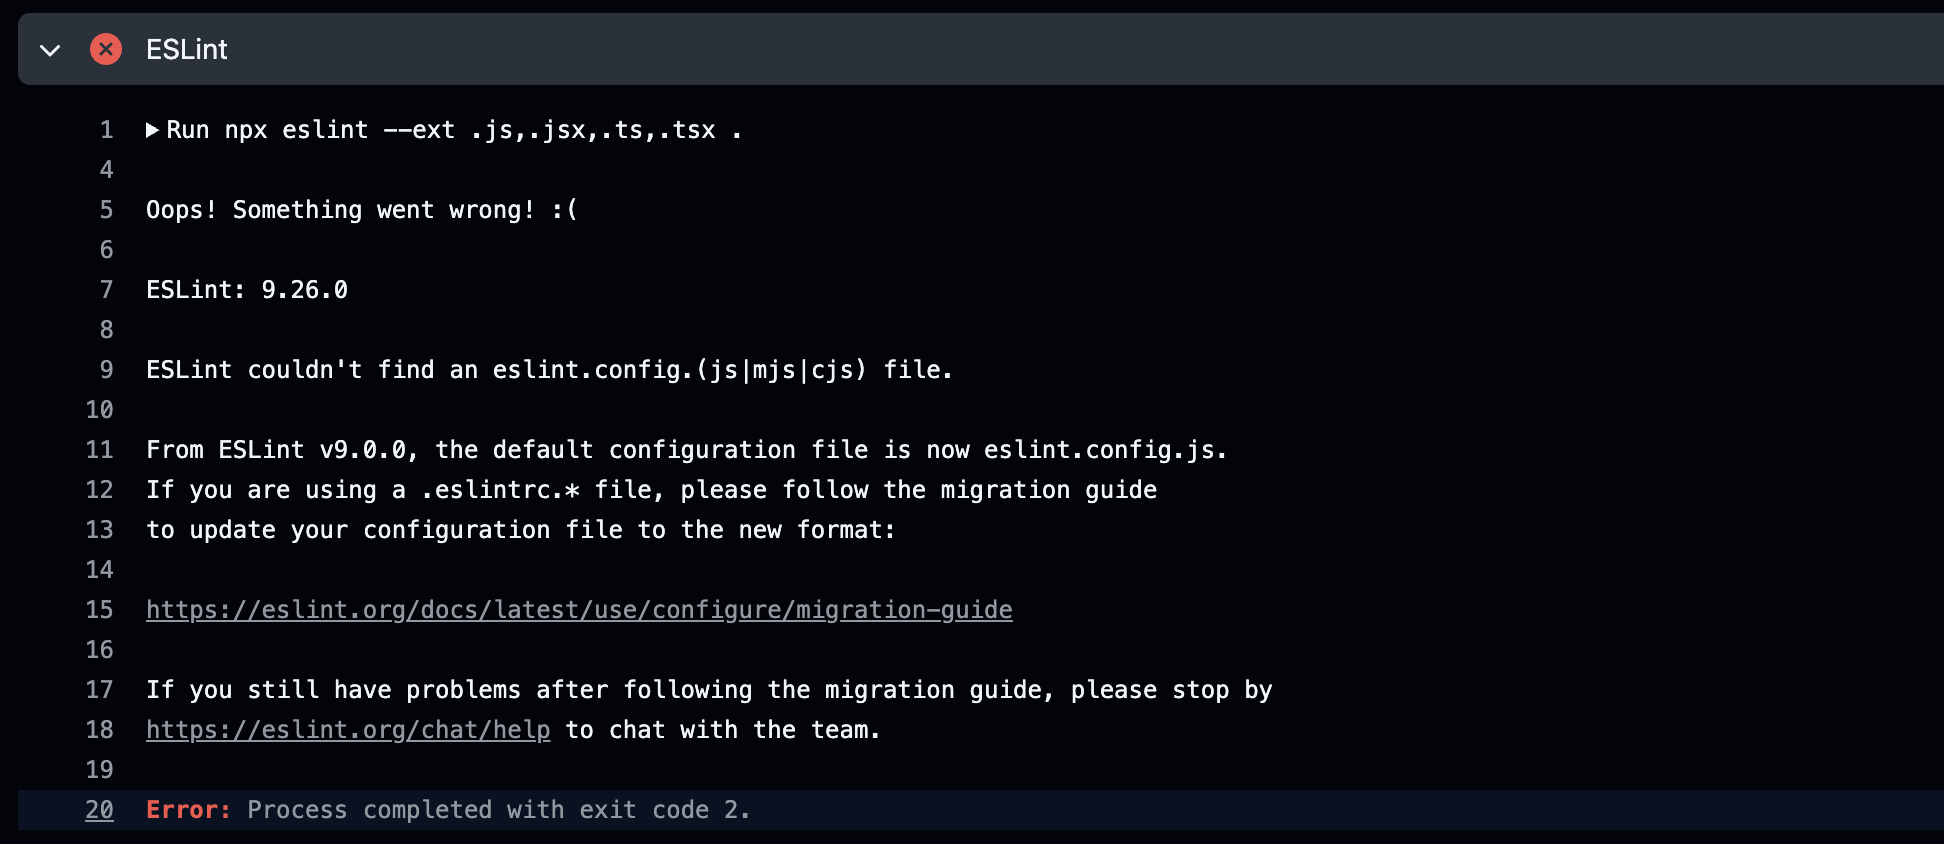 ESLint
1 Run npx eslint --ext .js,.jsx,.ts,.tsx .
4
5 Oops! Something went wrong! :(
6
7 ESLint: 9.26.0
8
9 ESLint couldn't find an eslint.config.(js|mjs|cjs) file.
10
11 From ESLint v9.0.0, the default configuration file is now eslint.config.js.
12 If you are using a .eslintrc.* file, please follow the migration guide
13 to update your configuration file to the new format:
14
15 https://eslint.org/docs/latest/use/configure/migration-guide
16
17 If you still have problems after following the migration guide, please stop by
18 https://eslint.org/chat/help to chat with the team.
19
20 Error: Process completed with exit code 2.